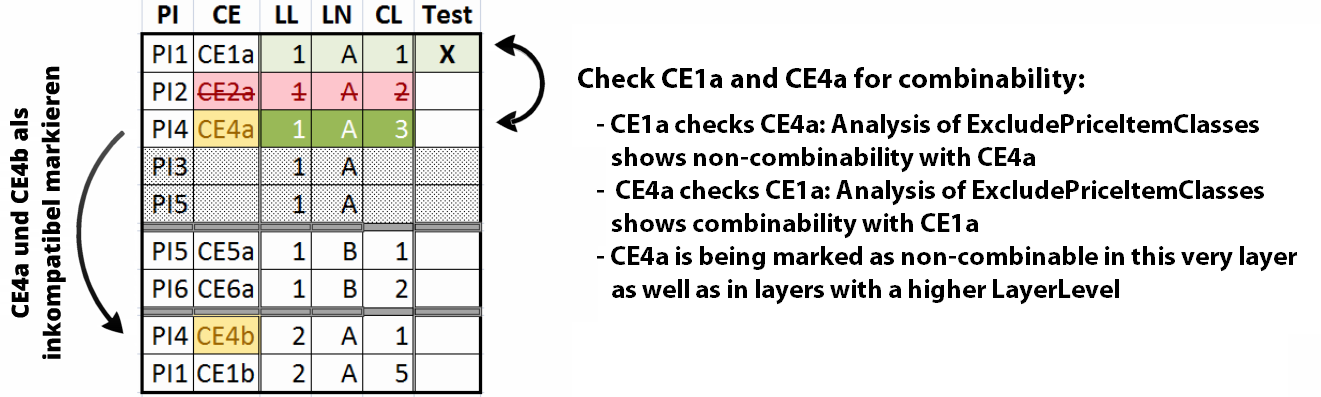 CE4a und CE4b als
inkompatibel markieren
PI CE LL LN CL Test
PI1 CE1a 1 A 1 X
PI2 CE2a 1 A 2
PI4 CE4a 1 A 3
PI3 1 A
PI5 1 A
PI5 CE5a 1 B 1
PI6 CE6a 1 B 2
PI4 CE4b 2 A 1
PI1 CE1b 2 A 5
Check CE1a and CE4a for combinability:
- CE1a checks CE4a: Analysis of ExcludePriceItemClasses
shows non-combinability with CE4a
- CE4a checks CE1a: Analysis of ExcludePriceItemClasses
shows combinability with CE1a
- CE4a is being marked as non-combinable in this very layer
as well as in layers with a higher LayerLevel